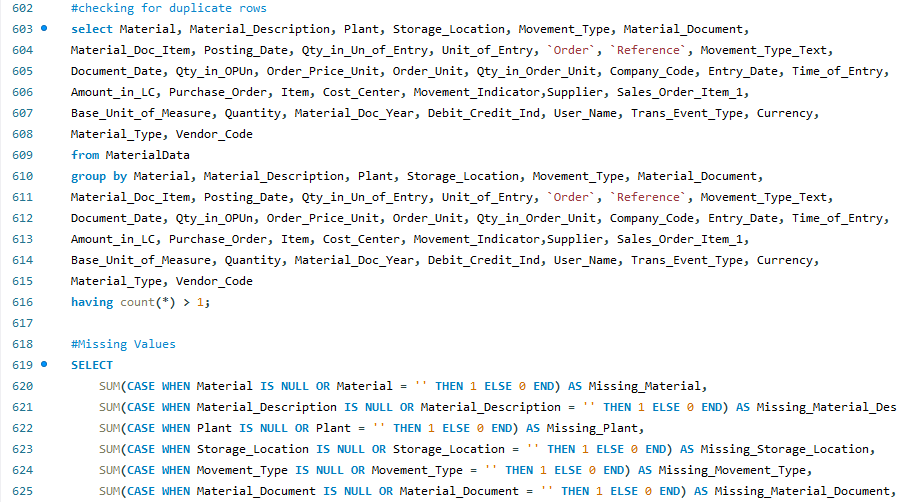 602 #checking for duplicate rows
603 select Material, Material_Description, Plant, Storage_Location, Movement_Type, Material_Document,
604 Material_Doc_Item, Posting_Date, Qty_in_Un_of_Entry, Unit_of_Entry, `Order`, `Reference`, Movement_Type_Text,
605 Document_Date, Qty_in_OPUn, Order_Price_Unit, Order_Unit, Qty_in_Order_Unit, Company_Code, Entry_Date, Time_of_Entry,
606 Amount_in_LC, Purchase_Order, Item, Cost_Center, Movement_Indicator,Supplier, Sales_Order_Item_1,
607 Base_Unit_of_Measure, Quantity, Material_Doc_Year, Debit_Credit_Ind, User_Name, Trans_Event_Type, Currency,
608 Material_Type, Vendor_Code
609 from MaterialData
610 group by Material, Material_Description, Plant, Storage_Location, Movement_Type, Material_Document,
611 Material_Doc_Item, Posting_Date, Qty_in_Un_of_Entry, Unit_of_Entry, `Order`, `Reference`, Movement_Type_Text,
612 Document_Date, Qty_in_OPUn, Order_Price_Unit, Order_Unit, Qty_in_Order_Unit, Company_Code, Entry_Date, Time_of_Entry,
613 Amount_in_LC, Purchase_Order, Item, Cost_Center, Movement_Indicator,Supplier, Sales_Order_Item_1,
614 Base_Unit_of_Measure, Quantity, Material_Doc_Year, Debit_Credit_Ind, User_Name, Trans_Event_Type, Currency,
615 Material_Type, Vendor_Code
616 having count(*) > 1;
617
618 #Missing Values
619 SELECT
620 SUM(CASE WHEN Material IS NULL OR Material = '' THEN 1 ELSE 0 END) AS Missing_Material,
621 SUM(CASE WHEN Material_Description IS NULL OR Material_Description = '' THEN 1 ELSE 0 END) AS Missing_Material_Des
622 SUM(CASE WHEN Plant IS NULL OR Plant = '' THEN 1 ELSE 0 END) AS Missing_Plant,
623 SUM(CASE WHEN Storage_Location IS NULL OR Storage_Location = '' THEN 1 ELSE 0 END) AS Missing_Storage_Location,
624 SUM(CASE WHEN Movement_Type IS NULL OR Movement_Type = '' THEN 1 ELSE 0 END) AS Missing_Movement_Type,
625 SUM(CASE WHEN Material_Document IS NULL OR Material_Document = '' THEN 1 ELSE 0 END) AS Missing_Material_Document,